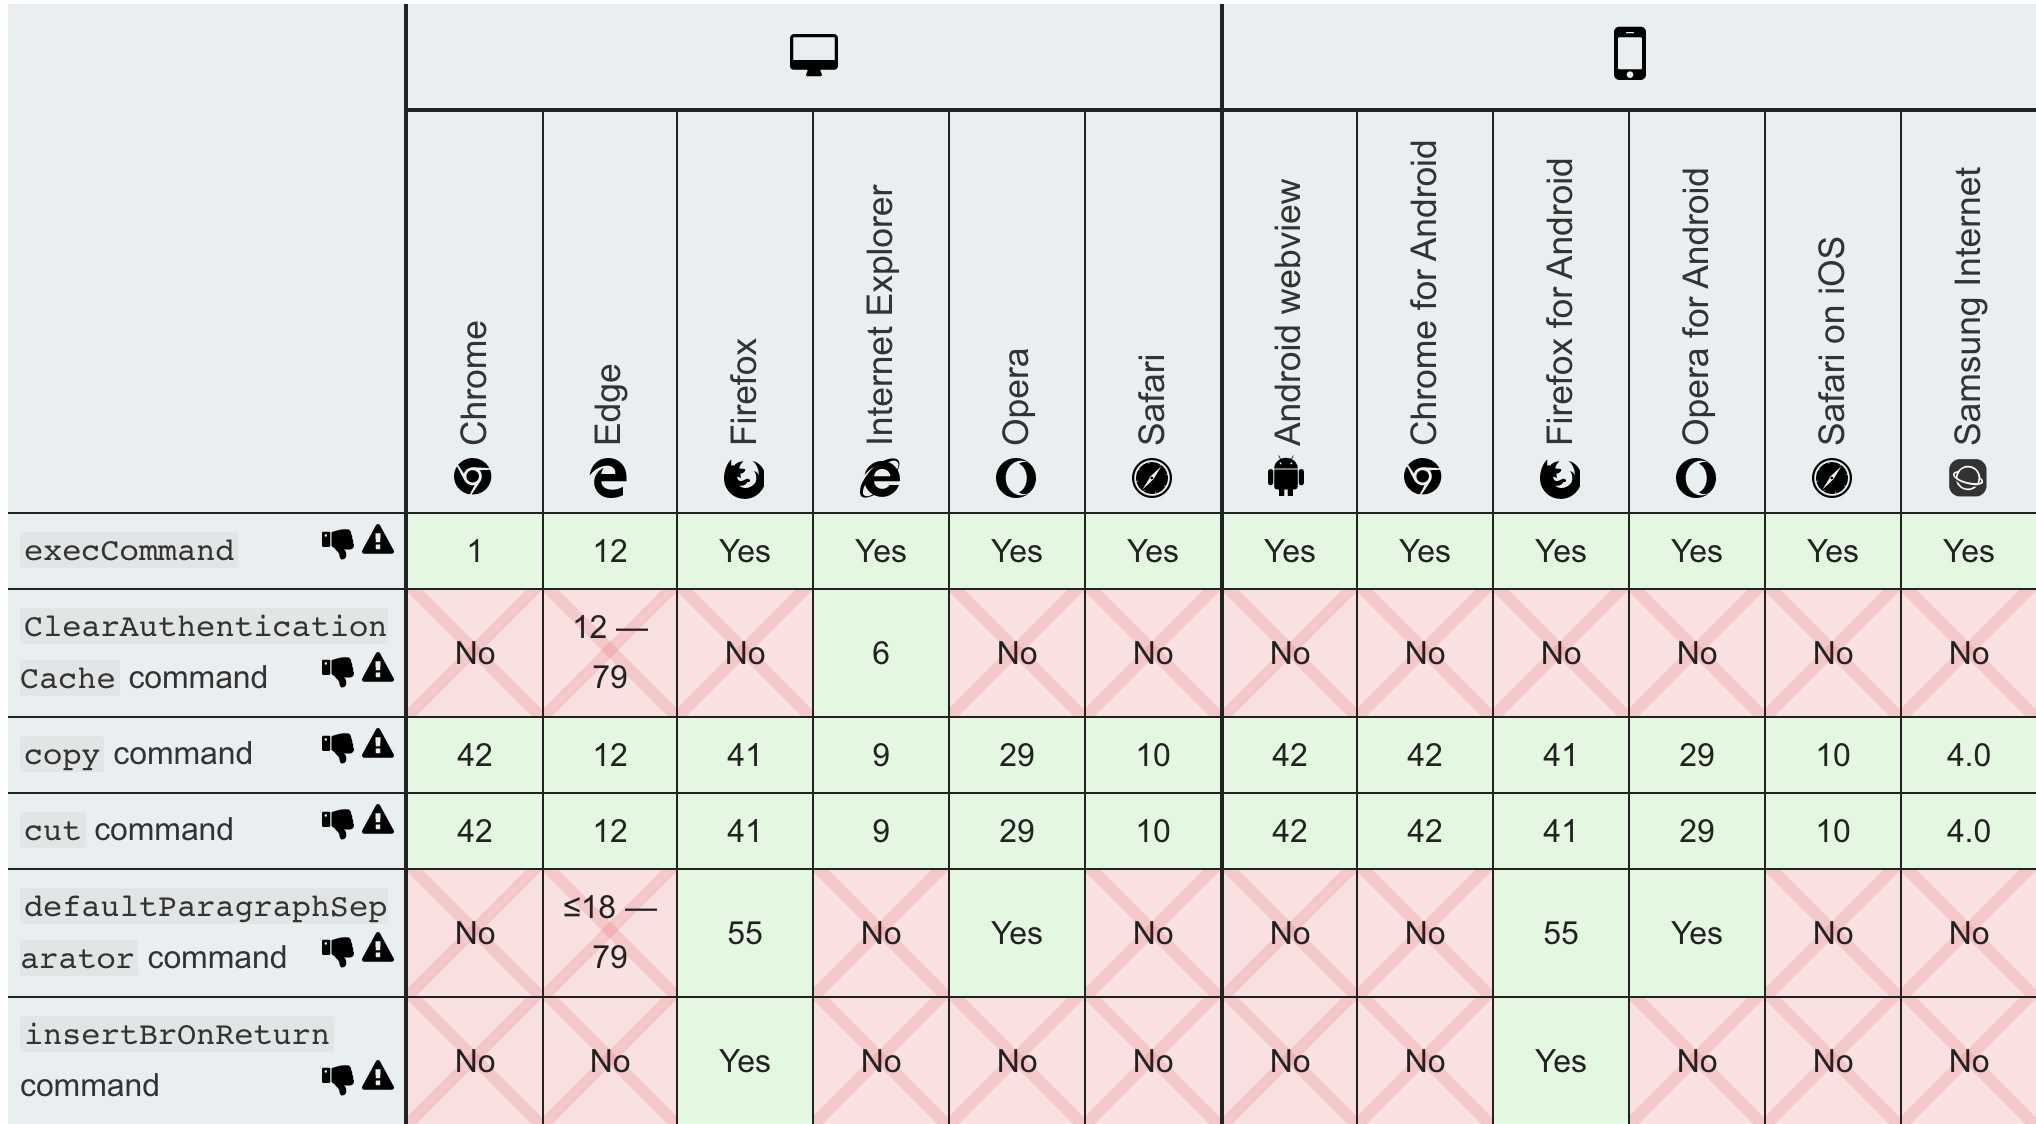 Chrome
Edge
Firefox
Internet Explorer
Opera
Safari
Android webview
Chrome for Android
Firefox for Android
Opera for Android
Safari on iOS
Samsung Internet
execCommand 1 12 Yes Yes Yes Yes Yes Yes Yes Yes Yes Yes
ClearAuthentication
Cache command No 12 — 79 No 6 No No No No No No No No
copy command 42 12 41 9 29 10 42 42 41 29 10 4.0
cut command 42 12 41 9 29 10 42 42 41 29 10 4.0
defaultParagraphSep
arator command No ≤18 — 79 55 No Yes No No No 55 Yes No No
insertBrOnReturn
command No No Yes No No No No No Yes No No No